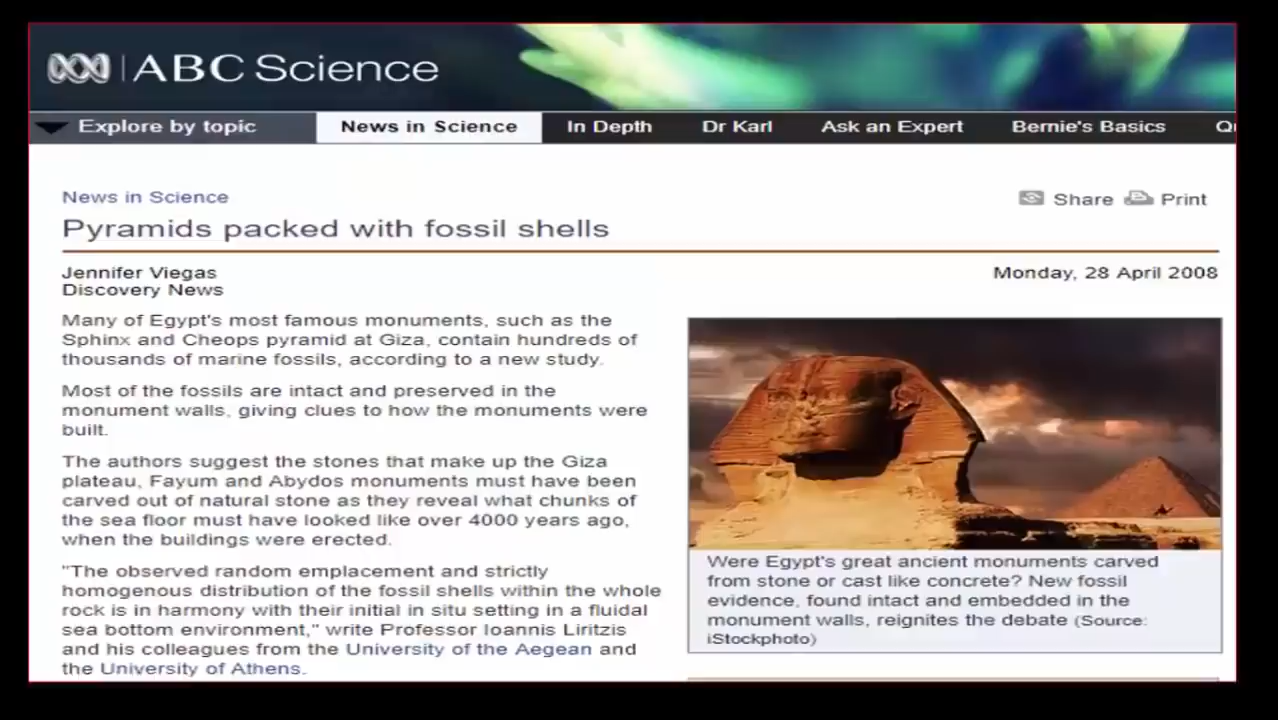 ABC Science
Explore by topic
News in Science
In Depth
Dr Karl
Ask an Expert
Bernie's Basics
News in Science
Share
Print
Pyramids packed with fossil shells
Jennifer Viegas
Discovery News
Monday, 28 April 2008
Many of Egypt's most famous monuments, such as the
Sphinx and Cheops pyramid at Giza, contain hundreds of
thousands of marine fossils, according to a new study.
Most of the fossils are intact and preserved in the
monument walls, giving clues to how the monuments were
built.
The authors suggest the stones that make up the Giza
plateau, Fayum and Abydos monuments must have been
carved out of natural stone as they reveal what chunks of
the sea floor must have looked like over 4000 years ago,
when the buildings were erected.
"The observed random emplacement and strictly
homogenous distribution of the fossil shells within the whole
rock is in harmony with their initial in situ setting in a fluidal
sea bottom environment," write Professor Ioannis Liritzis
and his colleagues from the University of the Aegean and
the University of Athens.
Were Egypt's great ancient monuments carved
from stone or cast like concrete? New fossil
evidence, found intact and embedded in the
monument walls, reignites the debate (Source:
iStockphoto)